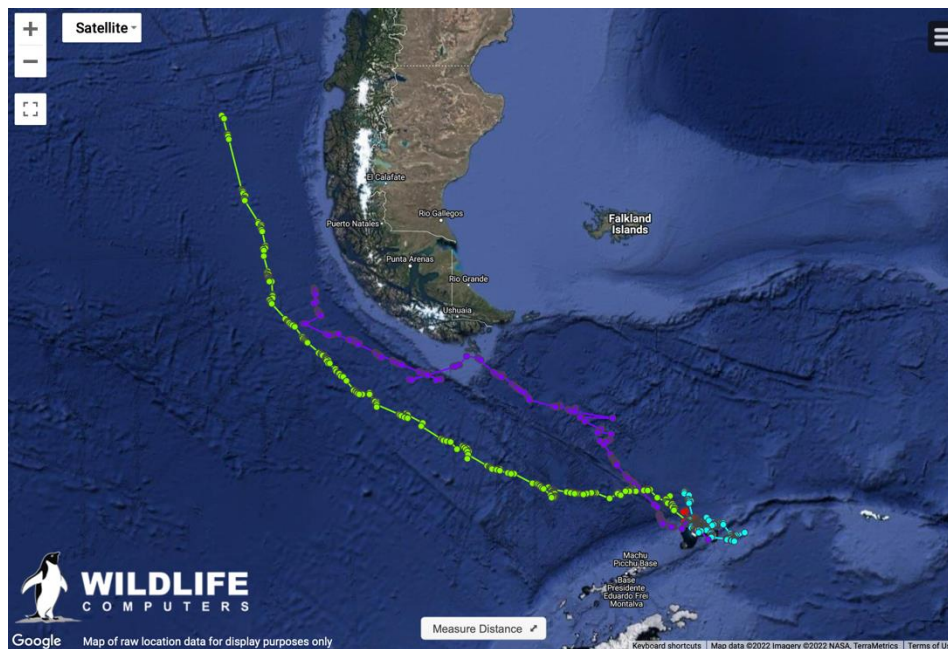 +
Satellite
−
El Calafate
Puerto Natales
Rio Gallegos
Falkland
Islands
Punta Arenas
Rio Grande
Ushuaia
Machu
Picchu Base
Base
Presidente
Eduardo Frei
Montalva
WILDLIFE
COMPUTERS
Measure Distance
Google
Map of raw location data for display purposes only
Keyboard shortcuts
Map data ©2022 Imagery ©2022 NASA, TerraMetrics
Terms of U